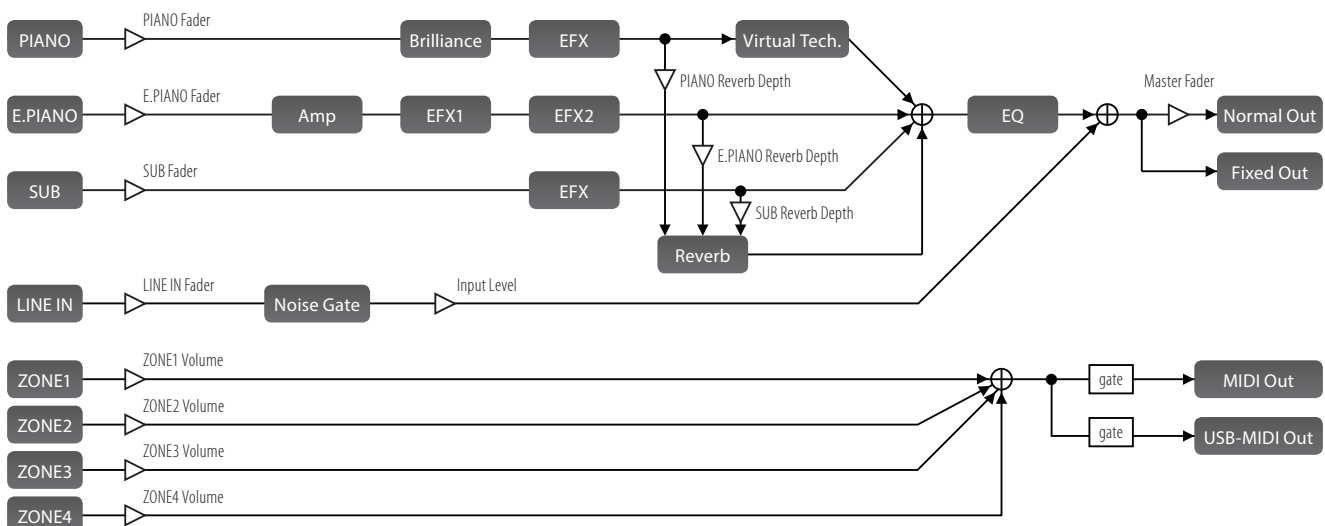 PIANO
PIANO Fader
Brilliance
EFX
Virtual Tech.
PIANO Reverb Depth
E.PIANO
E.PIANO Fader
Amp
EFX1
EFX2
EQ
Master Fader
Normal Out
E.PIANO Reverb Depth
SUB
SUB Fader
EFX
SUB Reverb Depth
Fixed Out
Reverb
LINE IN
LINE IN Fader
Noise Gate
Input Level
ZONE1
ZONE1 Volume
gate
MIDI Out
ZONE2
ZONE2 Volume
gate
USB-MIDI Out
ZONE3
ZONE3 Volume
ZONE4
ZONE4 Volume